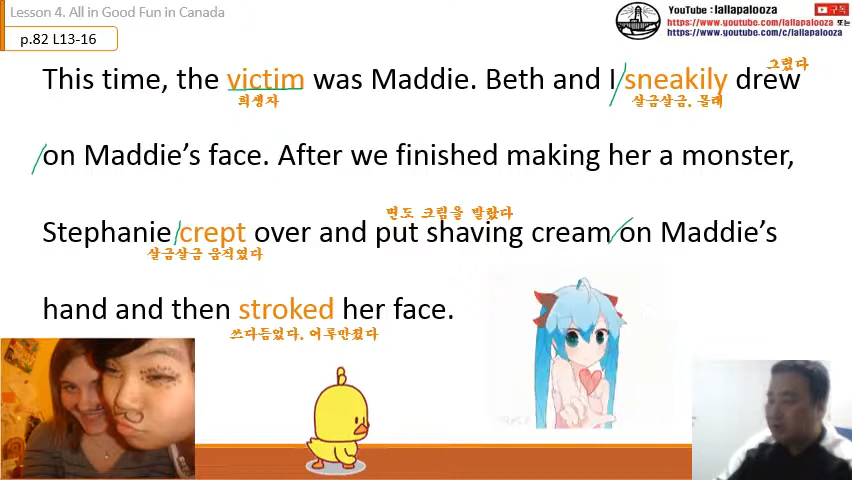 Lesson 4. All in Good Fun in Canada
YouTube : lallapalooza 구독
https://www.youtube.com/lallapalooza 또는
https://www.youtube.com/c/lallapalooza
p.82 L13-16
그렸다
This time, the victim was Maddie. Beth and I sneakily drew
희생자 살금살금, 몰래
on Maddie's face. After we finished making her a monster,
면도 크림을 발랐다
Stephanie crept over and put shaving cream on Maddie's
살금살금 움직였다
hand and then stroked her face.
쓰다듬었다. 어루만졌다